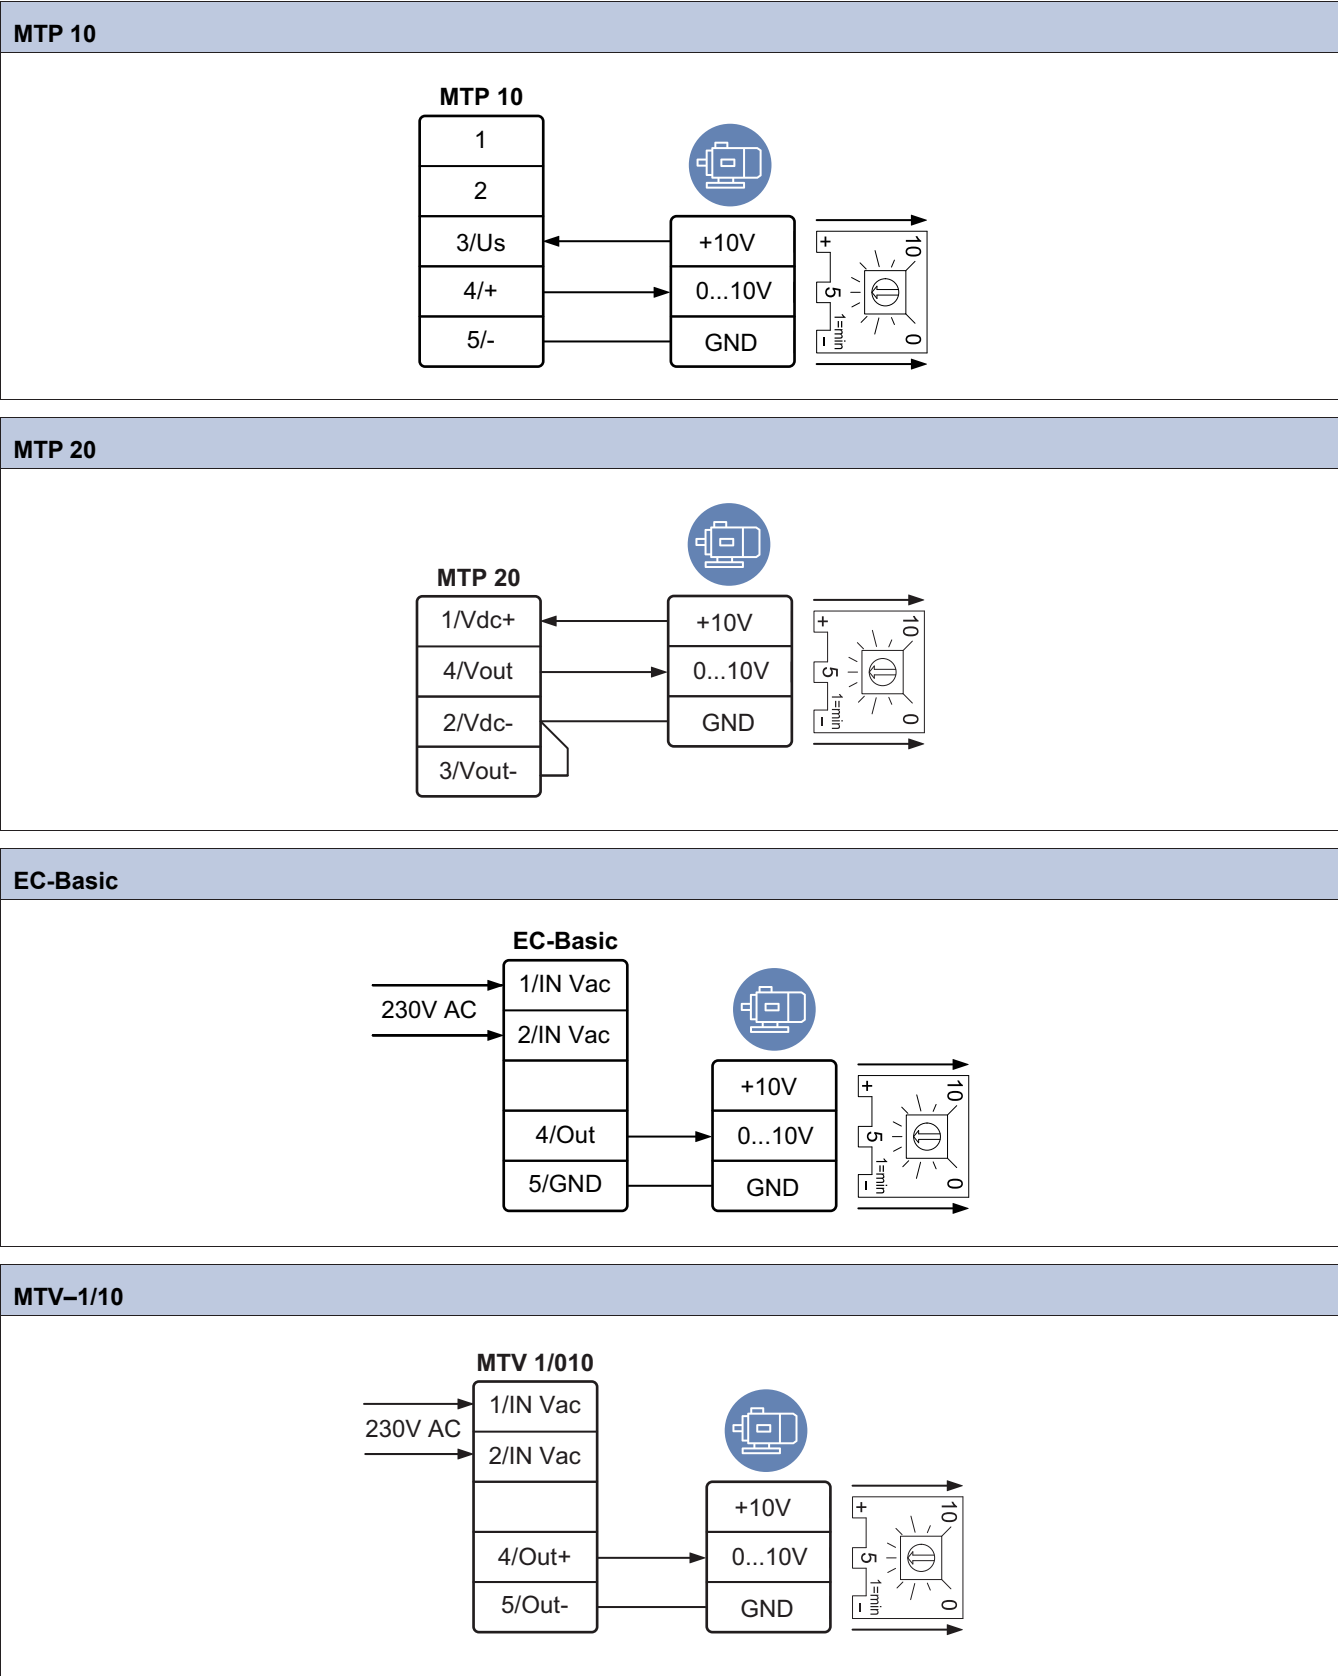 MTP 10
MTP 10
1
2
3/Us
4/+
5/-
+10V
0...10V
GND
+
5
1=min
-
10
0
MTP 20
MTP 20
1/Vdc+
4/Vout
2/Vdc-
3/Vout-
+10V
0...10V
GND
+
5
1=min
-
10
0
EC-Basic
EC-Basic
230V AC
1/IN Vac
2/IN Vac
4/Out
5/GND
+10V
0...10V
GND
+
5
1=min
-
10
0
MTV–1/10
MTV 1/010
230V AC
1/IN Vac
2/IN Vac
4/Out+
5/Out-
+10V
0...10V
GND
+
5
1=min
-
10
0